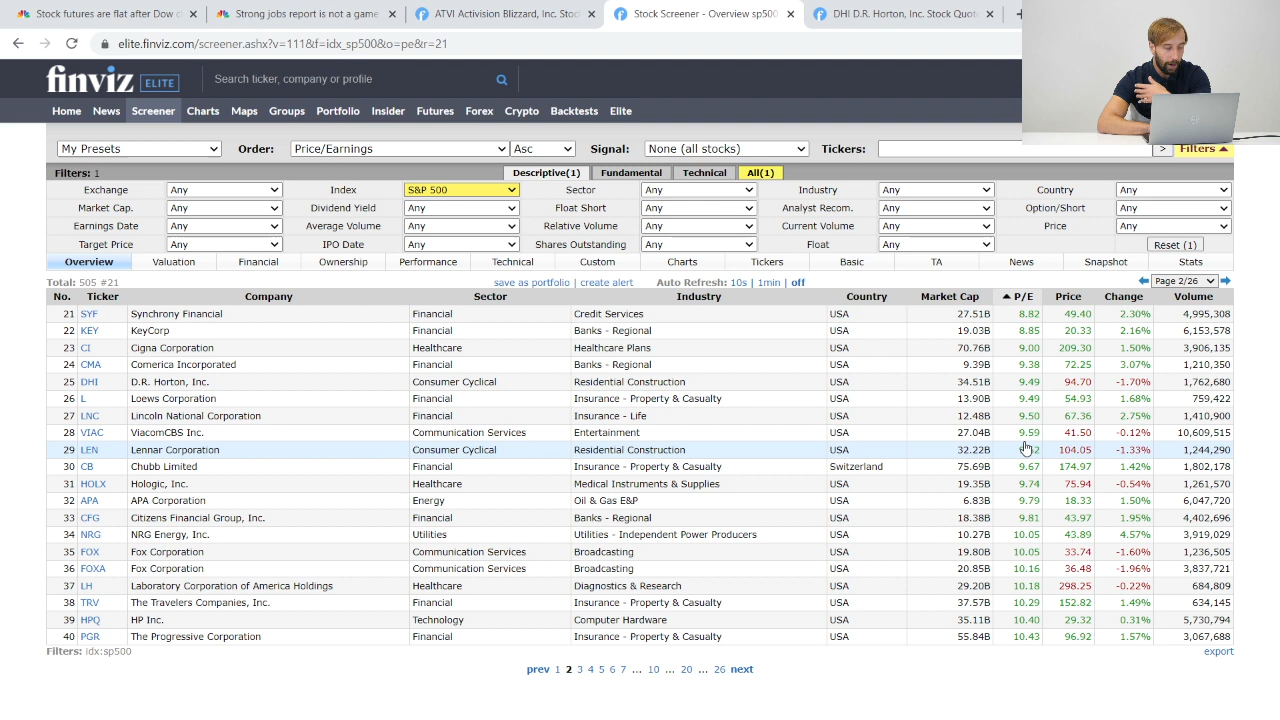 Stock futures are flat after Dow c
Strong jobs report is not a game
ATVI Activision Blizzard, Inc. Stoc
Stock Screener - Overview sp500
DHI D.R. Horton, Inc. Stock Quot
elite.finviz.com/screener.ashx?v=111&f=idx_sp500&o=pe&r=21
finviz ELITE Search ticker, company or profile
Home News Screener Charts Maps Groups Portfolio Insider Futures Forex Crypto Backtests Elite
My Presets Order: Price/Earnings Asc Signal: None (all stocks) Tickers: > Filters
Filters: 1 Descriptive(1) Fundamental Technical All(1)
Exchange Any Index S&P 500 Sector Any Industry Any Country Any
Market Cap. Any Dividend Yield Any Float Short Any Analyst Recom. Any Option/Short Any
Earnings Date Any Average Volume Any Relative Volume Any Current Volume Any Price Any
Target Price Any IPO Date Any Shares Outstanding Any Float Any Reset (1)
Overview Valuation Financial Ownership Performance Technical Custom Charts Tickers Basic TA News Snapshot Stats
Total: 505 #21 save as portfolio | create alert Auto Refresh: 10s | 1min | off Page 2/26
No. Ticker Company Sector Industry Country Market Cap P/E Price Change Volume
21 SYF Synchrony Financial Financial Credit Services USA 27.51B 8.82 49.40 2.30% 4,995,308
22 KEY KeyCorp Financial Banks - Regional USA 19.03B 8.85 20.33 2.16% 6,153,578
23 CI Cigna Corporation Healthcare Healthcare Plans USA 70.76B 9.00 209.30 1.50% 3,906,135
24 CMA Comerica Incorporated Financial Banks - Regional USA 9.39B 9.38 72.25 3.07% 1,210,350
25 DHI D.R. Horton, Inc. Consumer Cyclical Residential Construction USA 34.51B 9.49 94.70 -1.70% 1,762,680
26 L Loews Corporation Financial Insurance - Property & Casualty USA 13.90B 9.49 54.93 1.68% 759,422
27 LNC Lincoln National Corporation Financial Insurance - Life USA 12.48B 9.50 67.36 2.75% 1,410,900
28 VIAC ViacomCBS Inc. Communication Services Entertainment USA 27.04B 9.59 41.50 -0.12% 10,609,515
29 LEN Lennar Corporation Consumer Cyclical Residential Construction USA 32.22B 104.05 -1.33% 1,244,290
30 CB Chubb Limited Financial Insurance - Property & Casualty Switzerland 75.69B 9.67 174.97 1.42% 1,802,178
31 HOLX Hologic, Inc. Healthcare Medical Instruments & Supplies USA 19.35B 9.74 75.94 -0.54% 1,261,570
32 APA APA Corporation Energy Oil & Gas E&P USA 6.83B 9.79 18.33 1.50% 6,047,720
33 CFG Citizens Financial Group, Inc. Financial Banks - Regional USA 18.38B 9.81 43.97 1.95% 4,402,696
34 NRG NRG Energy, Inc. Utilities Utilities - Independent Power Producers USA 10.27B 10.05 43.89 4.57% 3,919,029
35 FOX Fox Corporation Communication Services Broadcasting USA 19.80B 10.05 33.74 -1.60% 1,236,505
36 FOXA Fox Corporation Communication Services Broadcasting USA 20.85B 10.16 36.48 -1.96% 3,837,721
37 LH Laboratory Corporation of America Holdings Healthcare Diagnostics & Research USA 29.20B 10.18 298.25 -0.22% 684,809
38 TRV The Travelers Companies, Inc. Financial Insurance - Property & Casualty USA 37.57B 10.29 152.82 1.49% 634,145
39 HPQ HP Inc. Technology Computer Hardware USA 35.11B 10.40 29.32 0.31% 5,730,794
40 PGR The Progressive Corporation Financial Insurance - Property & Casualty USA 55.84B 10.43 96.92 1.57% 3,067,688
Filters: idx:sp500 export
prev 1 2 3 4 5 6 7 ... 10 ... 20 ... 26 next